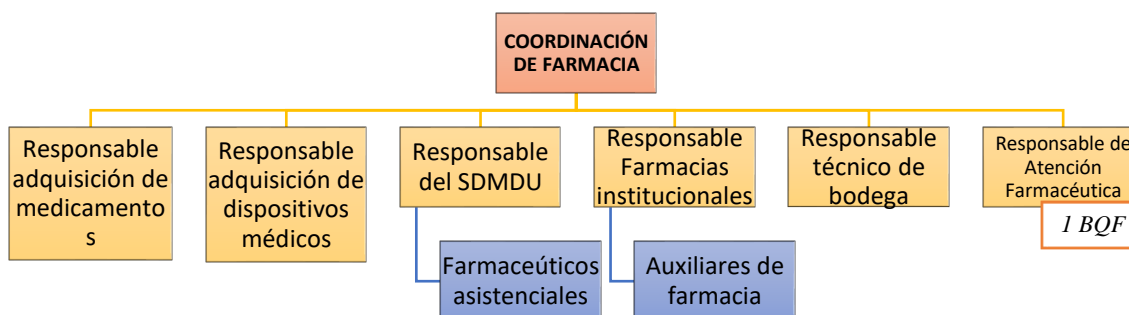 COORDINACIÓN
DE FARMACIA
Responsable
adquisición de
medicamento
s
Responsable
adquisición de
dispositivos
médicos
Responsable
del SDMDU
Responsable
Farmacias
institucionales
Responsable
técnico de
bodega
Responsable de
Atención
Farmacéutica
1 BQF
Farmaceúticos
asistenciales
Auxiliares de
farmacia